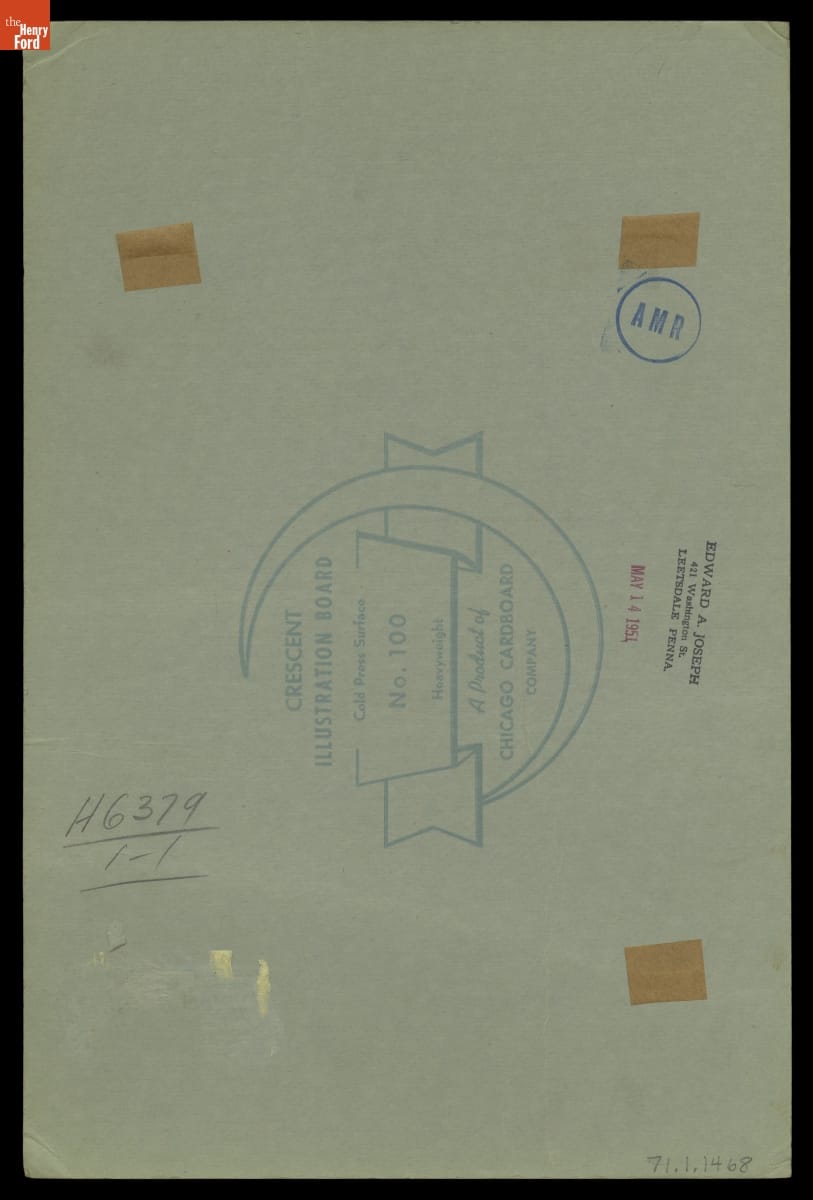 the
Henry
Ford
AMR
EDWARD A. JOSEPH
421 Washington St.
LEETSDALE PENNA.
MAY 14 1951
CRESCENT
ILLUSTRATION BOARD
Cold Press Surface
No. 100
Heavyweight
A Product of
CHICAGO CARDBOARD
COMPANY
H6379
1-1
71.1.1468